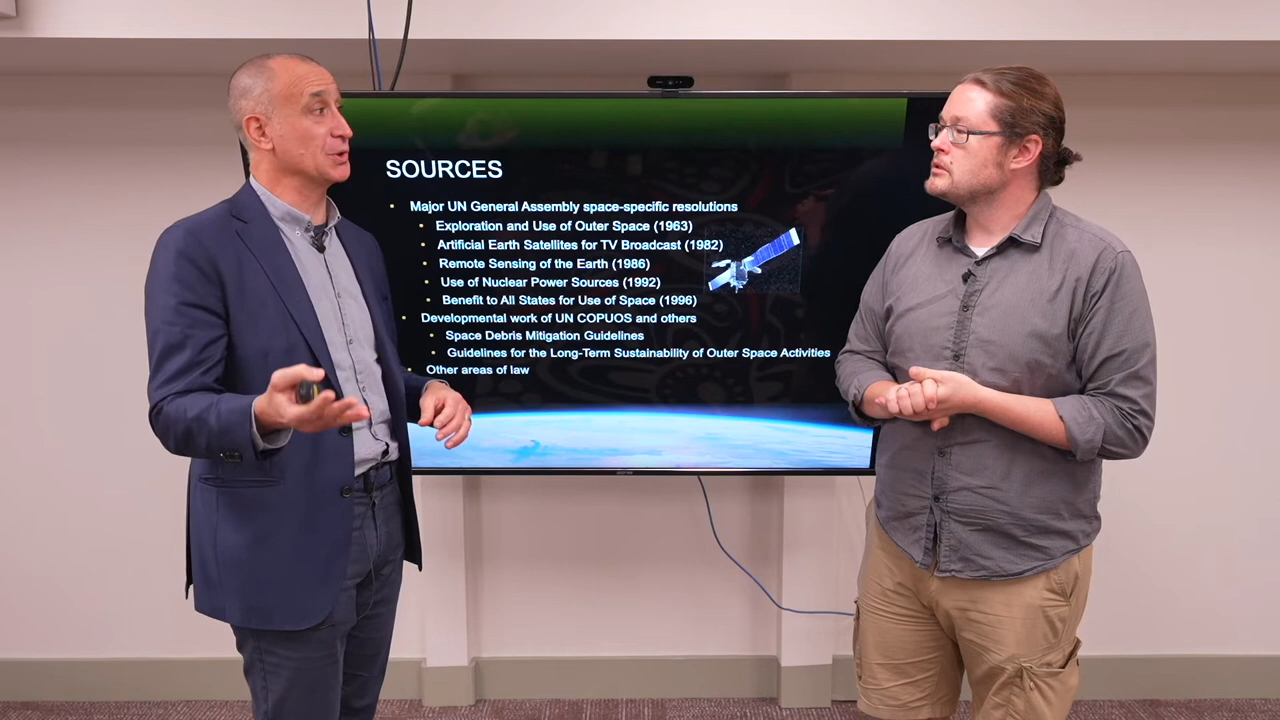 SOURCES
Major UN General Assembly space-specific resolutions
Exploration and Use of Outer Space (1963)
Artificial Earth Satellites for TV Broadcast (1982)
Remote Sensing of the Earth (1986)
Use of Nuclear Power Sources (1992)
Benefit to All States for Use of Space (1996)
Developmental work of UN COPUOS and others
Space Debris Mitigation Guidelines
Guidelines for the Long-Term Sustainability of Outer Space Activities
Other areas of law